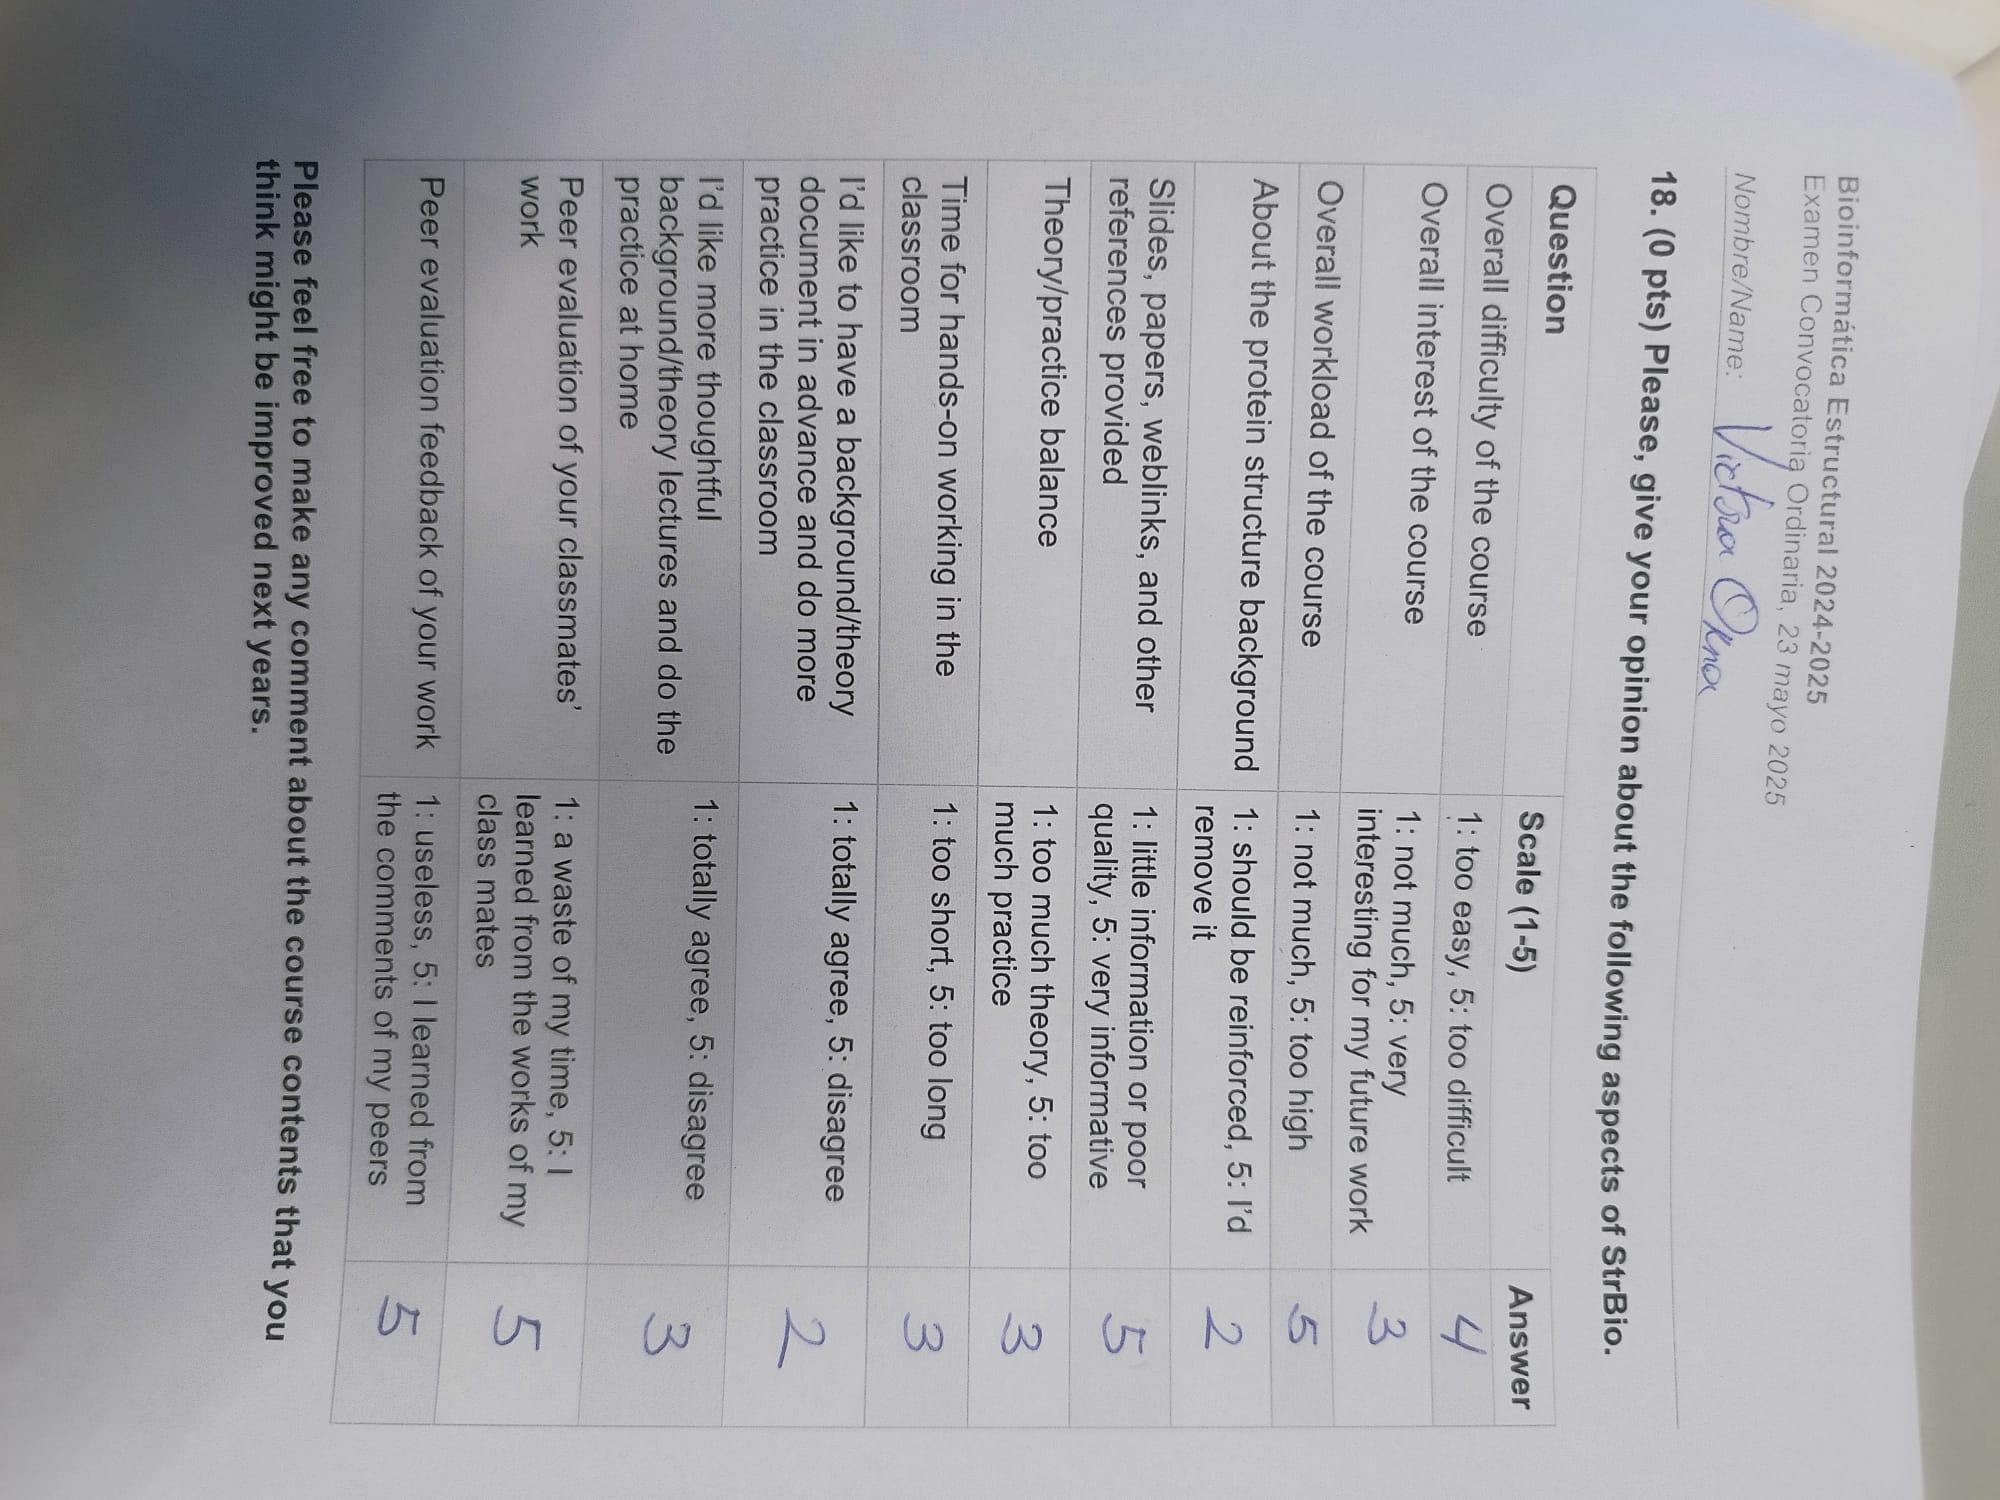 Bioinformática Estructural 2024-2025
Examen Convocatoria Ordinaria, 23 mayo 2025
Nombre/Name:
18. (0 pts) Please, give your opinion about the following aspects of StrBio.
Question Scale (1-5) Answer
Overall difficulty of the course 1: too easy, 5: too difficult 4
Overall interest of the course 1: not much, 5: very
interesting for my future work 3
Overall workload of the course 1: not much, 5: too high 5
About the protein structure background 1: should be reinforced, 5: I'd
remove it 2
Slides, papers, weblinks, and other
references provided
1: little information or poor
quality, 5: very informative 5
Theory/practice balance 1: too much theory, 5: too
much practice 3
Time for hands-on working in the
classroom
1: too short, 5: too long 3
I'd like to have a background/theory
document in advance and do more
practice in the classroom
1: totally agree, 5: disagree 2
I'd like more thoughtful
background/theory lectures and do the
practice at home
1: totally agree, 5: disagree 3
Peer evaluation of your classmates'
work
1: a waste of my time, 5: I
learned from the works of my
class mates 5
Peer evaluation feedback of your work 1: useless, 5: I learned from
the comments of my peers 5
Please feel free to make any comment about the course contents that you
think might be improved next years.